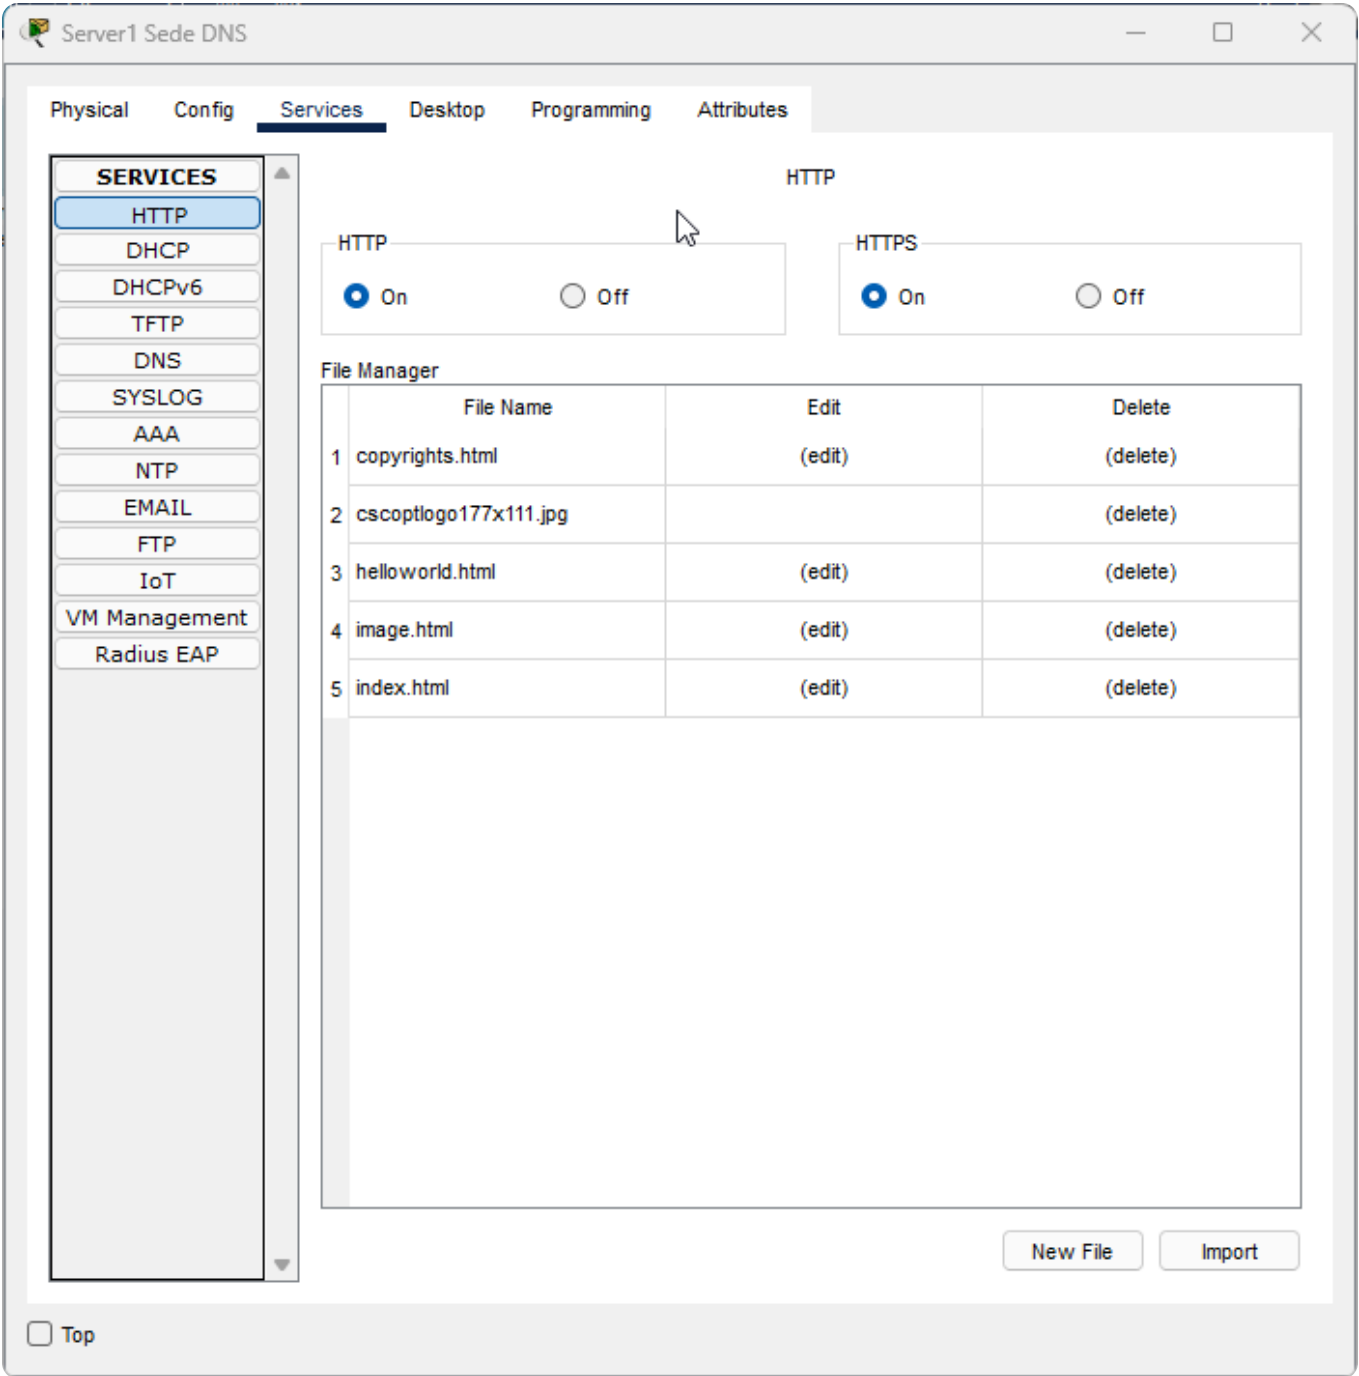 Server1 Sede DNS
Physical Config Services Desktop Programming Attributes
SERVICES
HTTP
DHCP
DHCPv6
TFTP
DNS
SYSLOG
AAA
NTP
EMAIL
FTP
IoT
VM Management
Radius EAP
HTTP
HTTP
On Off
HTTPS
On Off
File Manager
File Name Edit Delete
1 copyrights.html (edit) (delete)
2 cscoptlogo177x111.jpg (delete)
3 helloworld.html (edit) (delete)
4 image.html (edit) (delete)
5 index.html (edit) (delete)
New File Import
Top